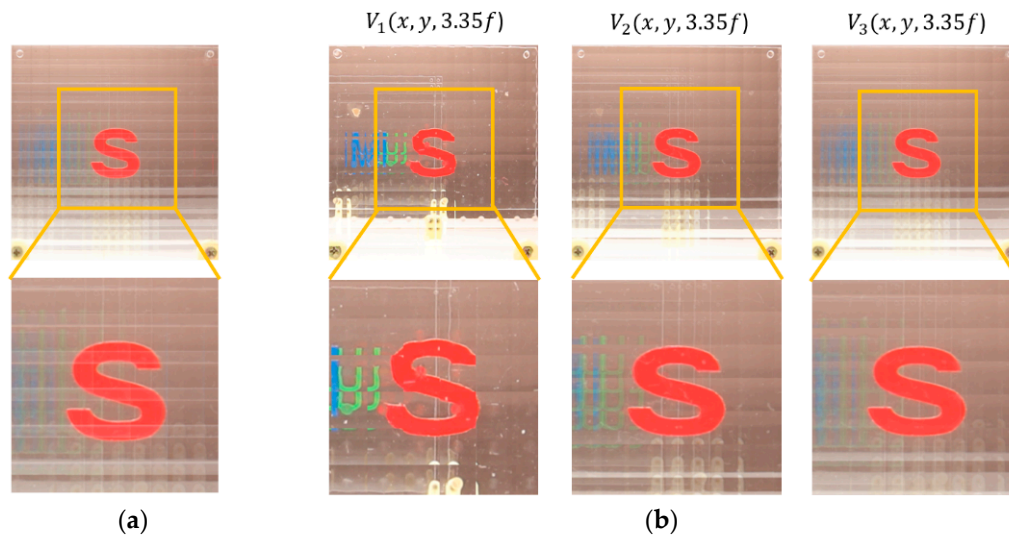 V₁(x, y, 3.35f) V₂(x, y, 3.35f) V₃(x, y, 3.35f)
S S S S
S S S S
(a) (b)